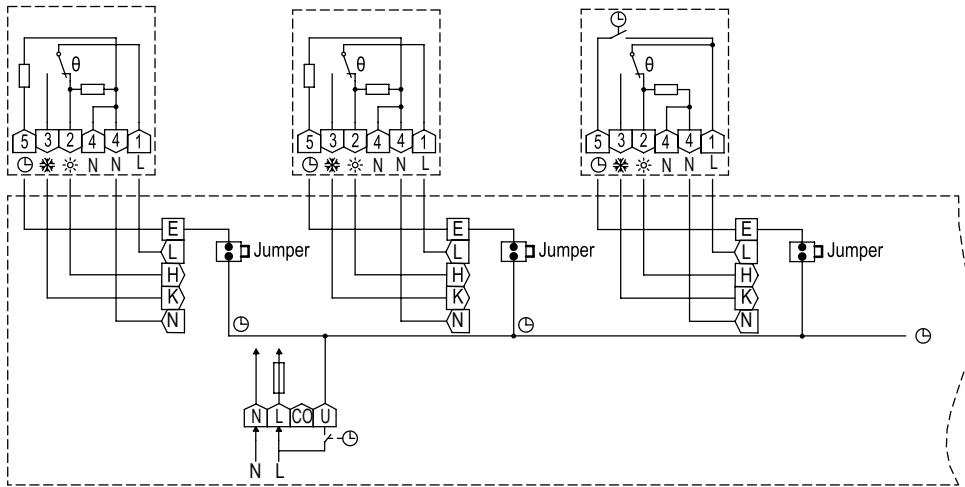 θ θ θ
5 3 2 4 4 1 5 3 2 4 4 1 5 3 2 4 4 1
N N L N N L N N L
E E E
L Jumper L Jumper L Jumper
H H H
K K K
N N N
N L CO U
N L